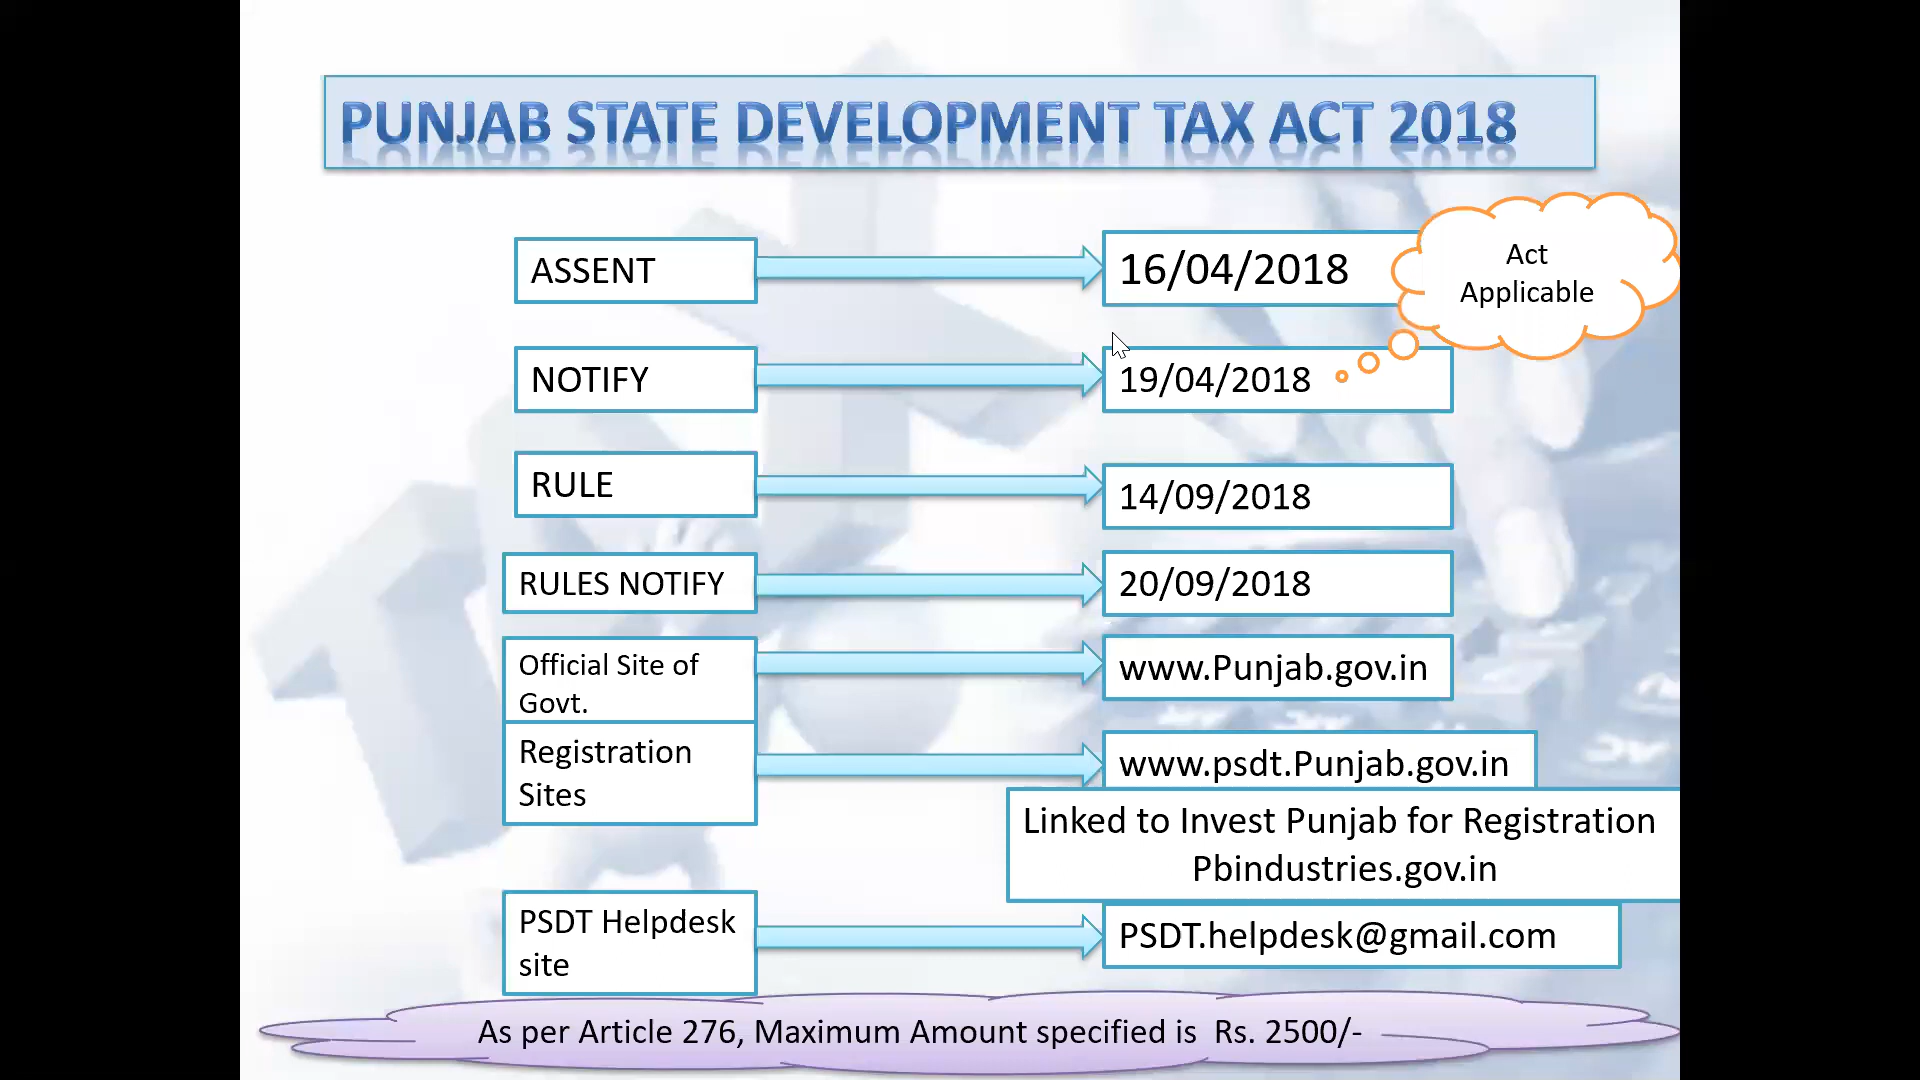 PUNJAB STATE DEVELOPMENT TAX ACT 2018
ASSENT
16/04/2018
Act
Applicable
NOTIFY
19/04/2018
RULE
14/09/2018
RULES NOTIFY
20/09/2018
Official Site of
Govt.
www.Punjab.gov.in
Registration
Sites
www.psdt.Punjab.gov.in
Linked to Invest Punjab for Registration
Pbindustries.gov.in
PSDT Helpdesk
site
PSDT.helpdesk@gmail.com
As per Article 276, Maximum Amount specified is Rs. 2500/-